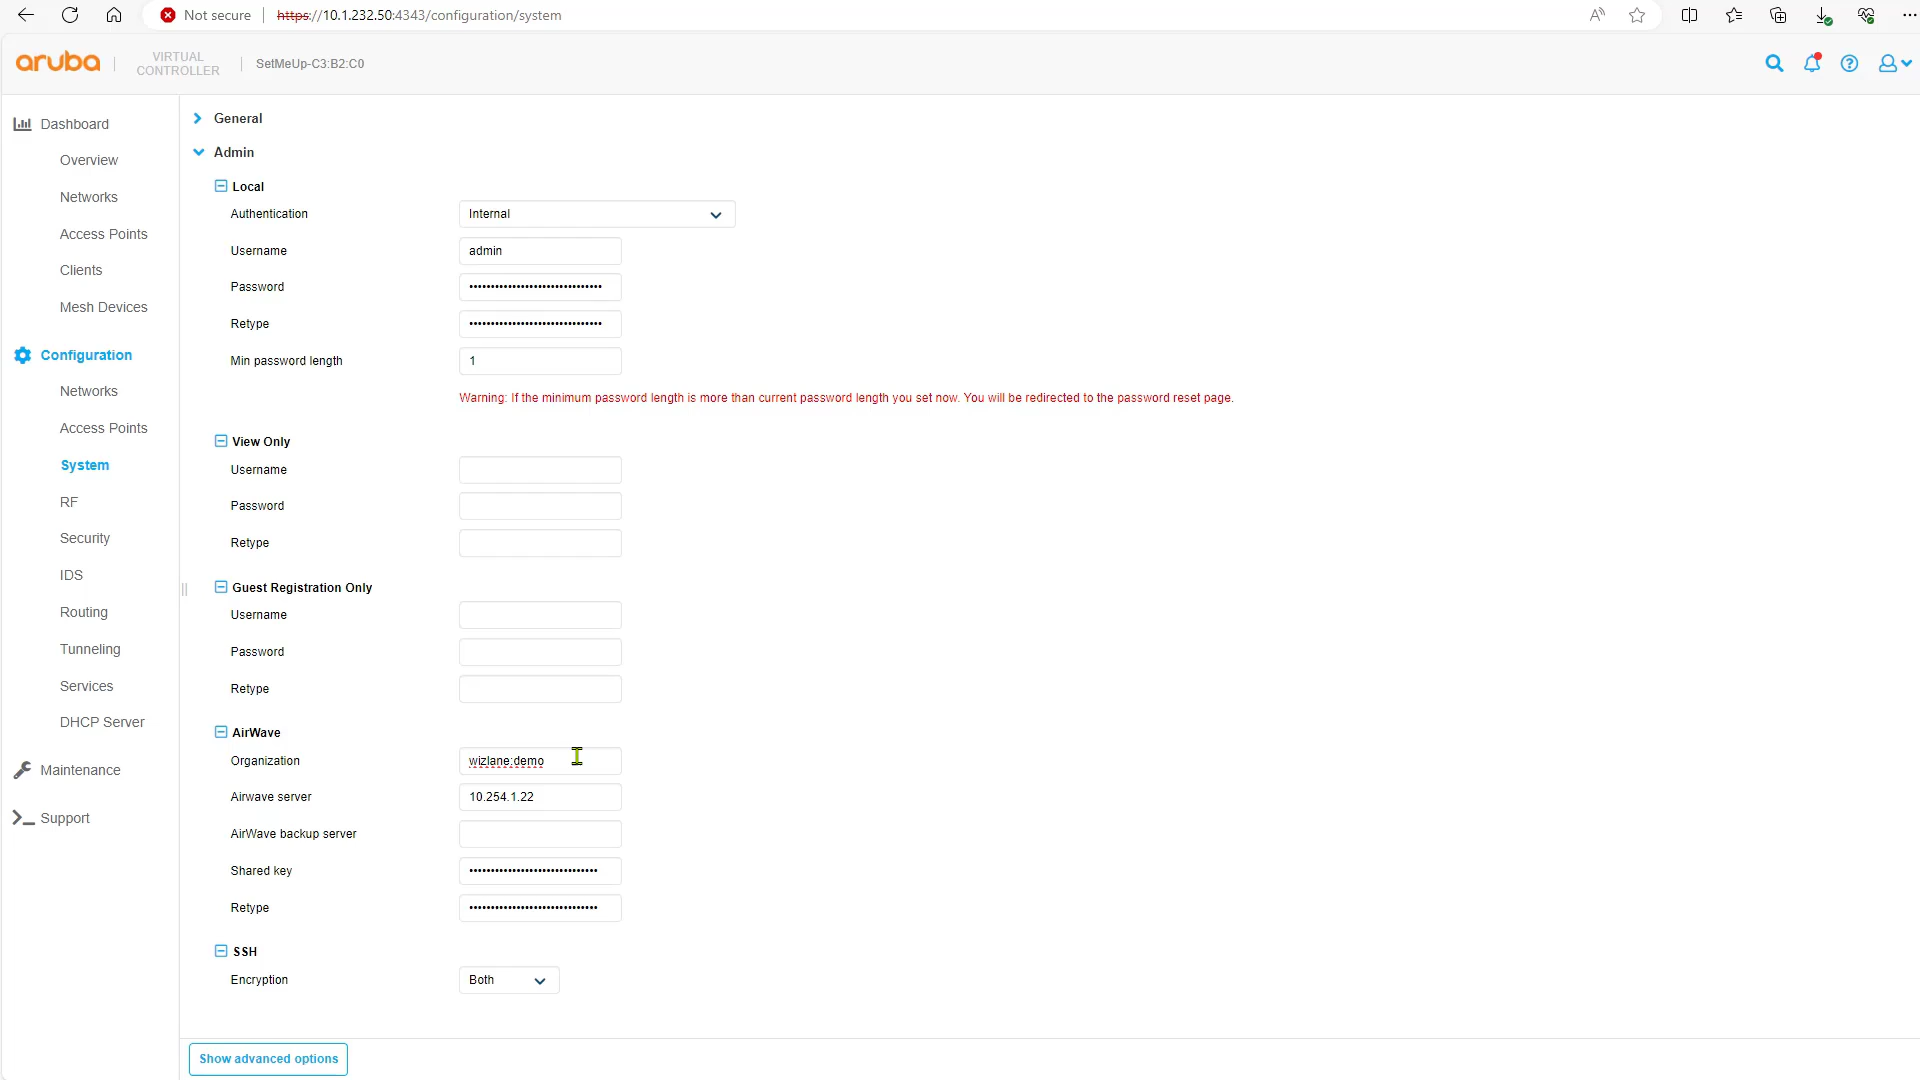 Not secure
https://10.1.232.50:4343/configuration/system
aruba
VIRTUAL
CONTROLLER
SetMeUp-C3:B2:C0
Dashboard
Overview
Networks
Access Points
Clients
Mesh Devices
Configuration
Networks
Access Points
System
RF
Security
IDS
Routing
Tunneling
Services
DHCP Server
Maintenance
Support
General
Admin
Local
Authentication Internal
Username admin
Password ••••••••••••••••••••••••••••••
Retype ••••••••••••••••••••••••••••••
Min password length 1
Warning: If the minimum password length is more than current password length you set now. You will be redirected to the password reset page.
View Only
Username
Password
Retype
Guest Registration Only
Username
Password
Retype
AirWave
Organization wizlane:demo
Airwave server 10.254.1.22
AirWave backup server
Shared key •••••••••••••••••••••••••••••
Retype •••••••••••••••••••••••••••••
SSH
Encryption Both
Show advanced options